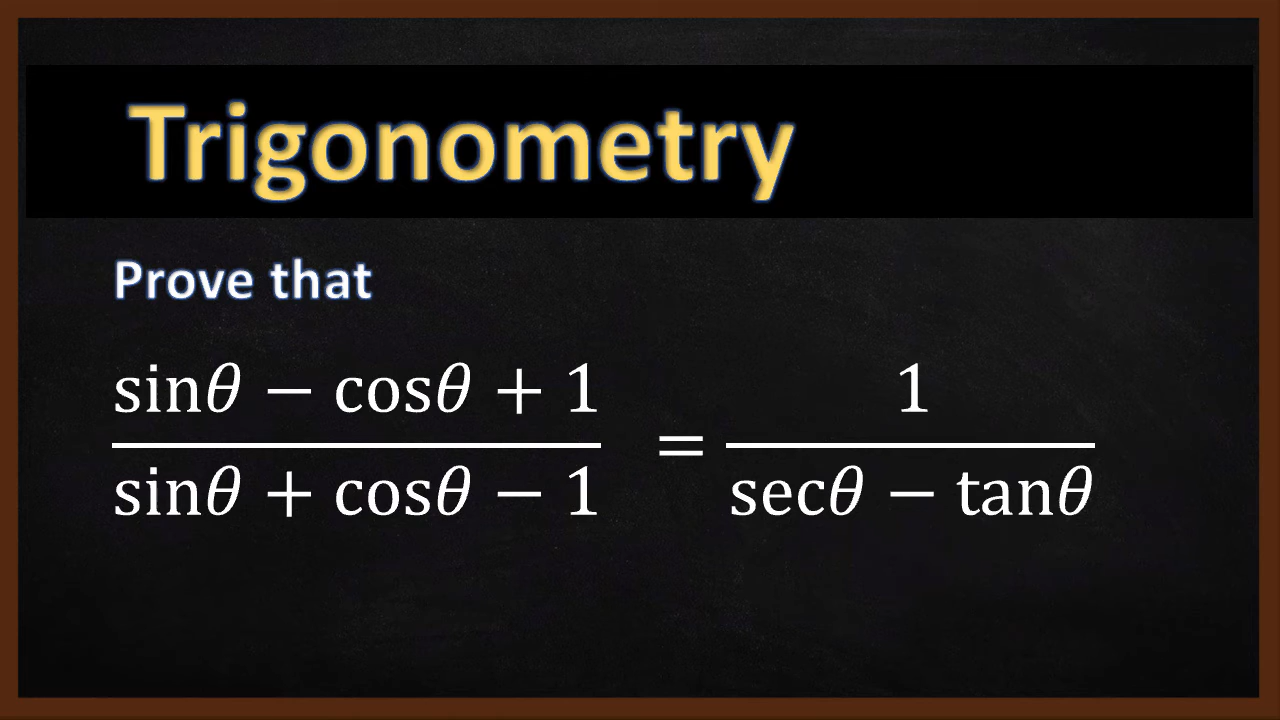 Trigonometry
Prove that
sinθ − cosθ + 1
sinθ + cosθ − 1
=
1
secθ − tanθ